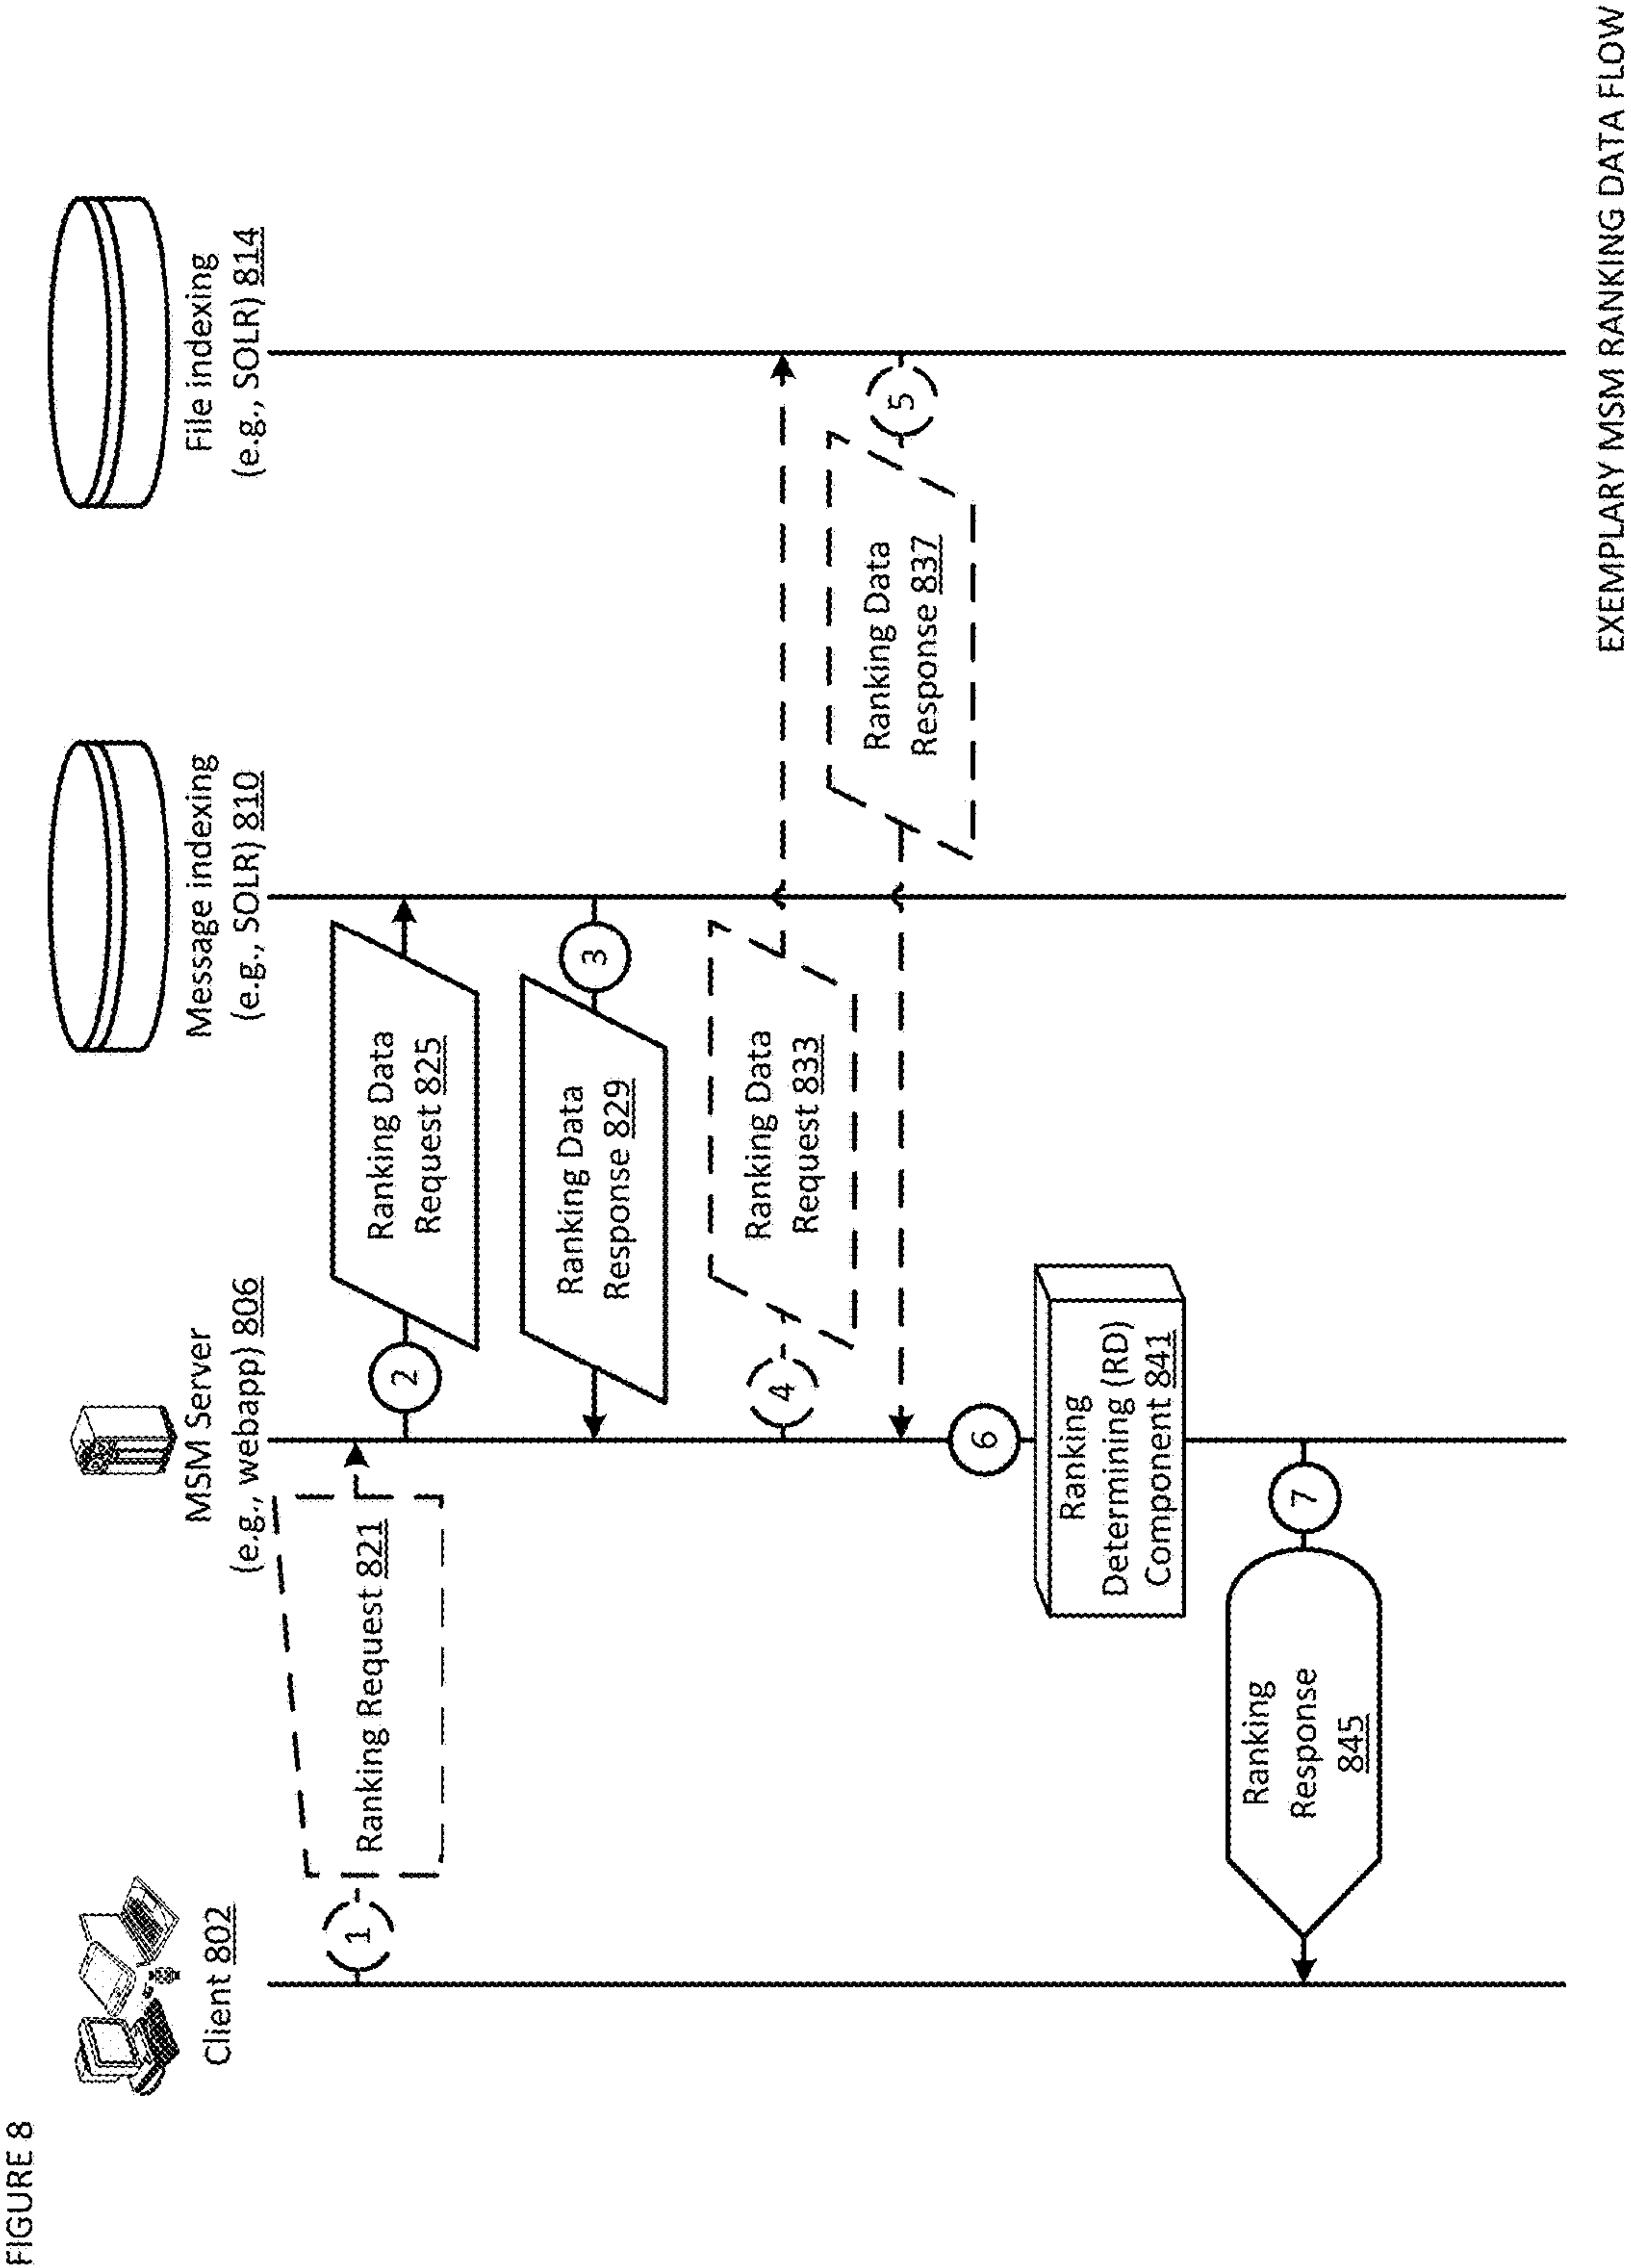 FIGURE 8
Client 802
MSM Server
(e.g., webapp) 806
Message indexing
(e.g., SOLR) 810
File indexing
(e.g., SOLR) 814
1
Ranking Request 821
2
Ranking Data
Request 825
Ranking Data
Response 829
3
4
Ranking Data
Request 833
Ranking Data
Response 837
5
6
Ranking
Determining (RD)
Component 841
Ranking
Response
845
7
EXEMPLARY MSM RANKING DATA FLOW